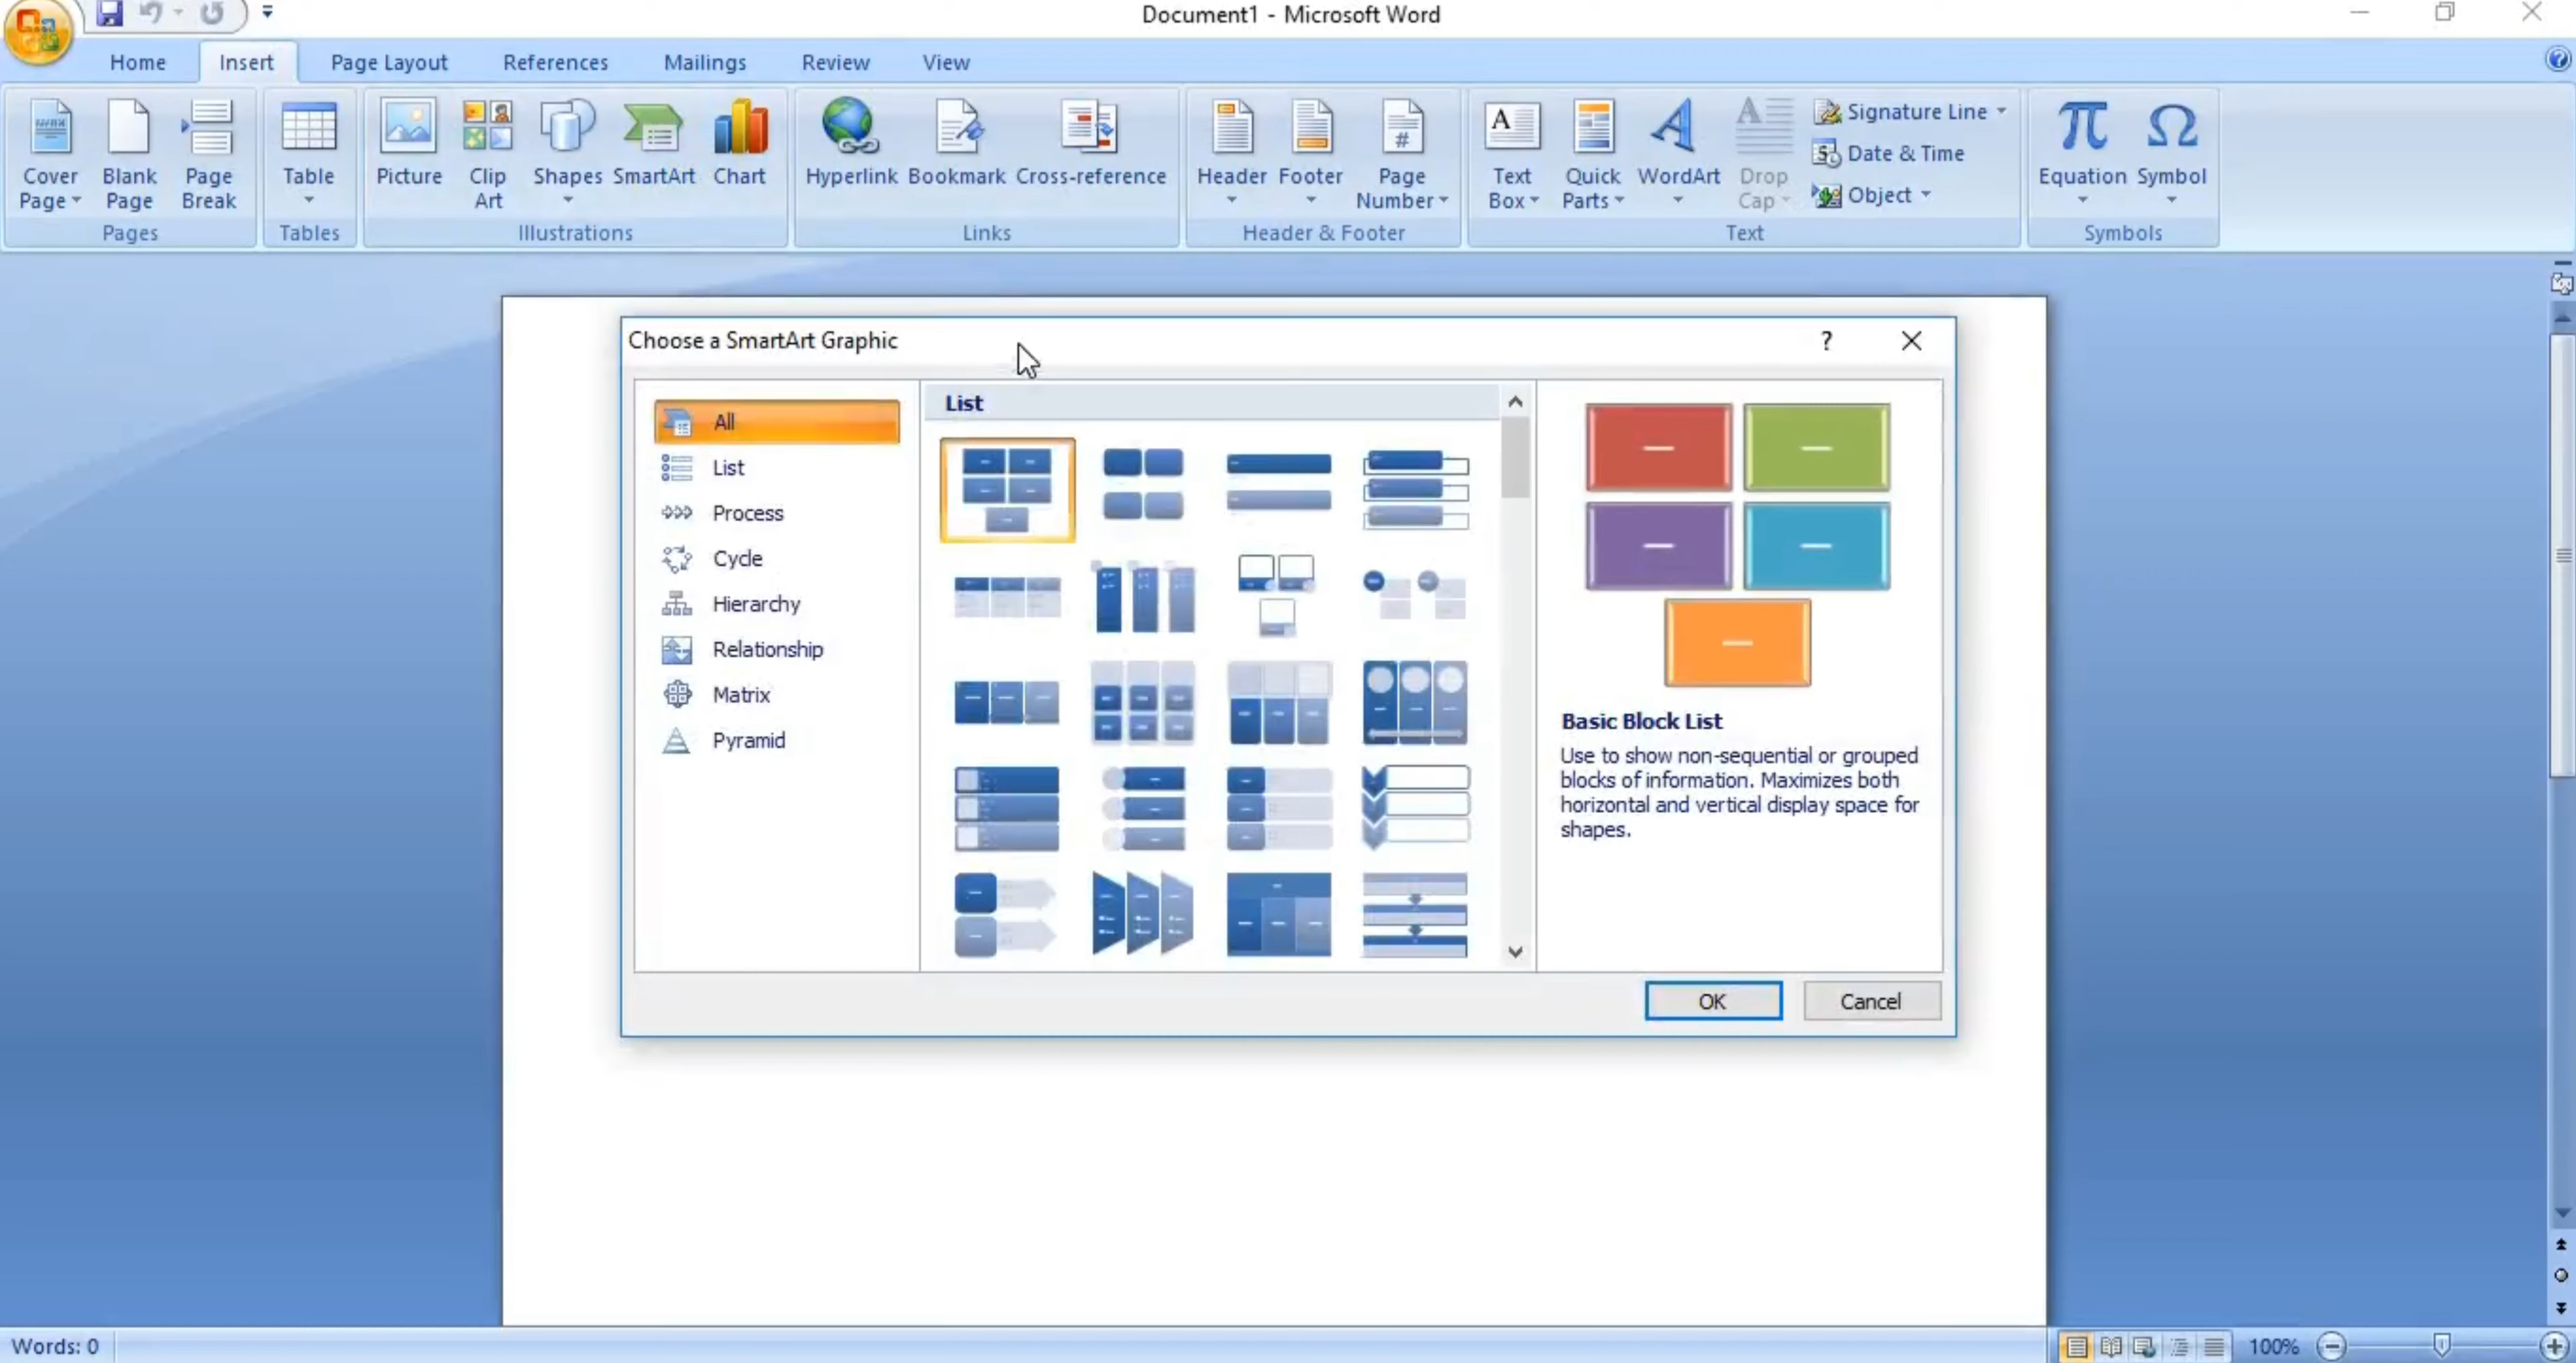 Document1 - Microsoft Word
Home Insert Page Layout References Mailings Review View
Cover Page
Blank Page
Page Break
Pages
Table
Tables
Picture
Clip Art
Shapes
SmartArt
Chart
Illustrations
Hyperlink
Bookmark
Cross-reference
Links
Header
Footer
Page Number
Header & Footer
Text Box
Quick Parts
WordArt
Drop Cap
Signature Line
Date & Time
Object
Text
Equation
Symbol
Symbols
Choose a SmartArt Graphic
All
List
Process
Cycle
Hierarchy
Relationship
Matrix
Pyramid
List
Basic Block List
Use to show non-sequential or grouped
blocks of information. Maximizes both
horizontal and vertical display space for
shapes.
OK Cancel
Words: 0
100%